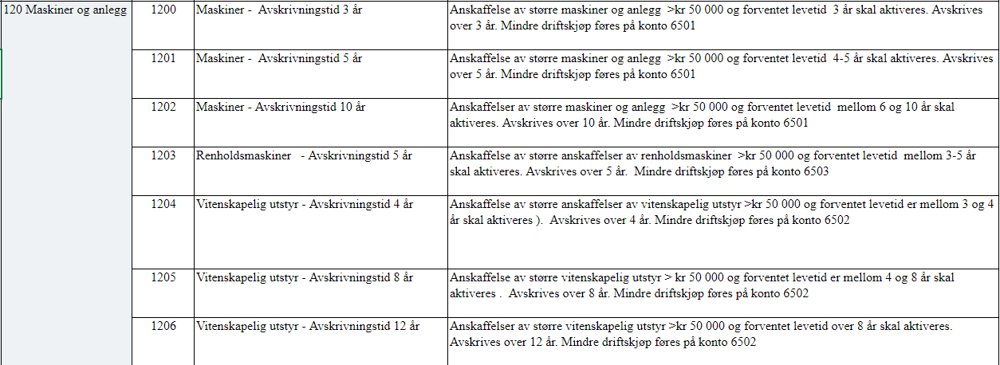 120 Maskiner og anlegg 1200 Maskiner - Avskrivningstid 3 år Anskaffelse av større maskiner og anlegg >kr 50 000 og forventet levetid 3 år skal aktiveres. Avskrives
over 3 år. Mindre driftskjøp føres på konto 6501
1201 Maskiner - Avskrivningstid 5 år Anskaffelse av større maskiner og anlegg >kr 50 000 og forventet levetid 4-5 år skal aktiveres. Avskrives
over 5 år. Mindre driftskjøp føres på konto 6501
1202 Maskiner - Avskrivningstid 10 år Anskaffelser av større maskiner og anlegg >kr 50 000 og forventet levetid mellom 6 og 10 år skal
aktiveres. Avskrives over 10 år. Mindre driftskjøp føres på konto 6501
1203 Renholdsmaskiner - Avskrivningstid 5 år Anskaffelse av større anskaffelser av renholdsmaskiner >kr 50 000 og forventet levetid mellom 3-5 år
skal aktiveres. Avskrives over 5 år. Mindre driftskjøp føres på konto 6503
1204 Vitenskapelig utstyr - Avskrivningstid 4 år Anskaffelse av større anskaffelser av vitenskapelig utstyr >kr 50 000 og forventet levetid er mellom 3 og 4
år skal aktiveres ). Avskrives over 4 år. Mindre driftskjøp føres på konto 6502
1205 Vitenskapelig utstyr - Avskrivningstid 8 år Anskaffelse av større vitenskapelig utstyr > kr 50 000 og forventet levetid er mellom 4 og 8 år skal
aktiveres . Avskrives over 8 år. Mindre driftskjøp føres på konto 6502
1206 Vitenskapelig utstyr - Avskrivningstid 12 år Anskaffelser av større vitenskapelig utstyr >kr 50 000 og forventet levetid over 8 år skal aktiveres.
Avskrives over 12 år. Mindre driftskjøp føres på konto 6502